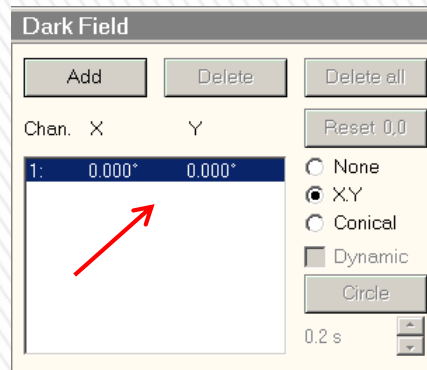 Dark Field
Add Delete Delete all
Chan. X Y Reset 0,0
1: 0.000° 0.000°
None
X.Y
Conical
Dynamic
Circle
0.2 s